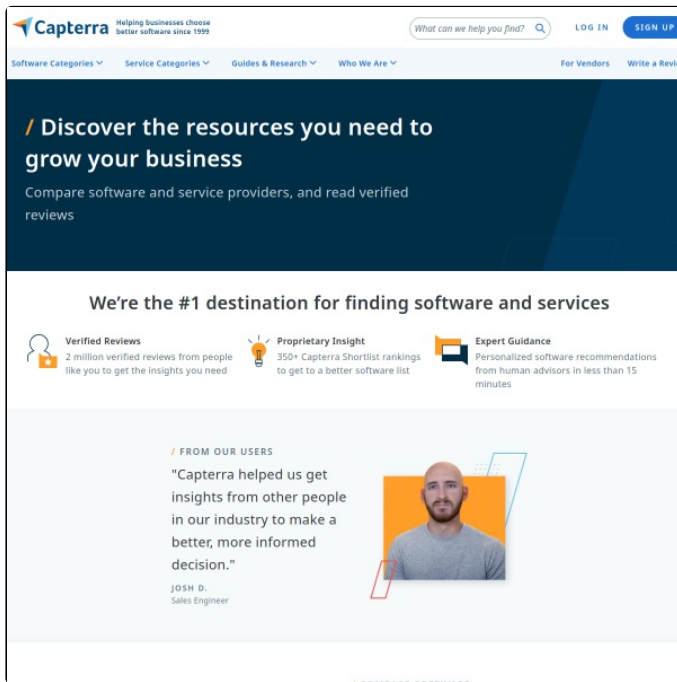 Capterra
Helping businesses choose
better software since 1999
What can we help you find?
LOG IN
SIGN UP
Software Categories
Service Categories
Guides & Research
Who We Are
For Vendors
Write a
/ Discover the resources you need to
grow your business
Compare software and service providers, and read verified
reviews
We're the #1 destination for finding software and services
Verified Reviews
2 million verified reviews from people
like you to get the insights you need
Proprietary Insight
350+ Capterra Shortlist rankings
to get to a better software list
Expert Guidance
Personalized software recommendations
from human advisors in less than 15
minutes
/ FROM OUR USERS
"Capterra helped us get
insights from other people
in our industry to make a
better, more informed
decision."
JOSH D.
Sales Engineer